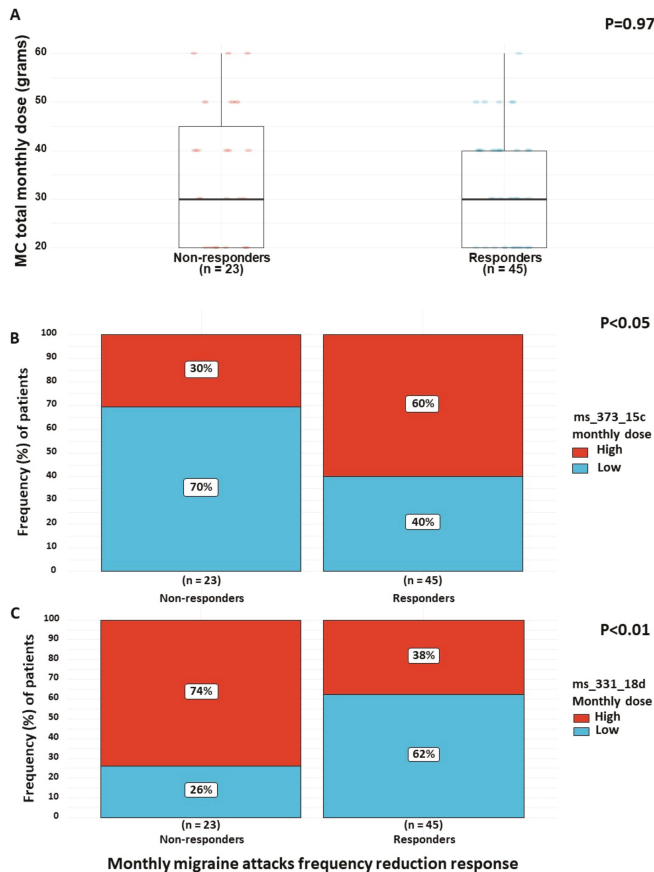 A
P=0.97
MC total monthly dose (grams)
60
50
40
30
20
Non-responders
(n = 23)
Responders
(n = 45)
B
P<0.05
Frequency (%) of patients
100
90
80
70
60
50
40
30
20
10
0
30%
70%
60%
40%
ms_373_15c
monthly dose
High
Low
(n = 23)
Non-responders
(n = 45)
Responders
C
P<0.01
Frequency (%) of patients
100
90
80
70
60
50
40
30
20
10
0
74%
26%
38%
62%
ms_331_18d
Monthly dose
High
Low
(n = 23)
Non-responders
(n = 45)
Responders
Monthly migraine attacks frequency reduction response